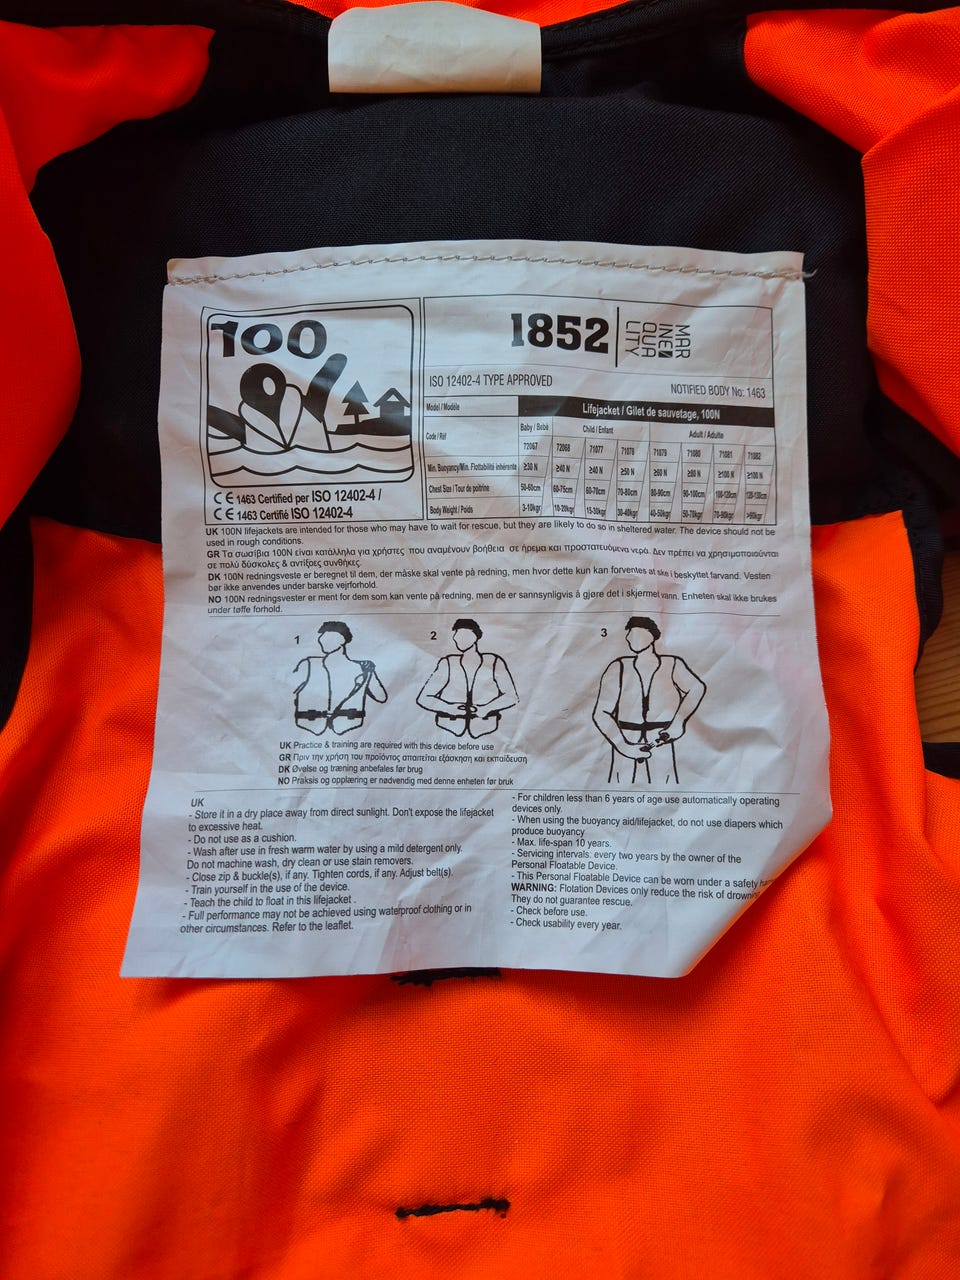 100
1852
MAR
INE
QUA
LITY
ISO 12402-4 TYPE APPROVED
NOTIFIED BODY No: 1463
Model / Modéle
Lifejacket / Gilet de sauvetage, 100N
Code / Réf
Baby / Bebé
Child / Enfant
Adult / Adulte
72067 72068 71077 71078 71079 71080 71081 71082
Min. Buoyancy/Min. Flottabilité inhérente ≥30 N ≥40 N ≥40 N ≥50 N ≥60 N ≥80 N ≥100 N ≥100 N
Chest Size / Tour de poitrine 50-60cm 60-75cm 60-70cm 70-80cm 80-90cm 90-100cm 100-120cm 120-130cm
Body Weight / Poids 3-10kgr 10-20kgr 15-30kgr 30-40kgr 40-50kgr 50-70kgr 70-90kgr >90kgr
CE 1463 Certified per ISO 12402-4 /
CE 1463 Certifié ISO 12402-4
UK 100N lifejackets are intended for those who may have to wait for rescue, but they are likely to do so in sheltered water. The device should not be
used in rough conditions.
GR Τα σωσίβια 100N είναι κατάλληλα για χρήστες που αναμένουν βοήθεια σε ήρεμα και προστατευόμενα νερά. Δεν πρέπει να χρησιμοποιούνται
σε πολύ δύσκολες & αντίξοες συνθήκες.
DK 100N redningsveste er beregnet til dem, der måske skal vente på redning, men hvor dette kun kan forventes at ske i beskyttet farvand. Vesten
bør ikke anvendes under barske vejrforhold.
NO 100N redningsvester er ment for dem som kan vente på redning, men de er sannsynligvis å gjøre det i skjermet vann. Enheten skal ikke brukes
under tøffe forhold.
1
2
3
UK Practice & training are required with this device before use
GR Πριν την χρήση του προϊόντος απαιτείται εξάσκηση και εκπαίδευση
DK Øvelse og træning anbefales før brug
NO Praksis og opplæring er nødvendig med denne enheten før bruk
UK
- Store it in a dry place away from direct sunlight. Don't expose the lifejacket
to excessive heat.
- Do not use as a cushion.
- Wash after use in fresh warm water by using a mild detergent only.
Do not machine wash, dry clean or use stain removers.
- Close zip & buckle(s), if any. Tighten cords, if any. Adjust belt(s).
- Train yourself in the use of the device.
- Teach the child to float in this lifejacket .
- Full performance may not be achieved using waterproof clothing or in
other circumstances. Refer to the leaflet.
- For children less than 6 years of age use automatically operating
devices only.
- When using the buoyancy aid/lifejacket, do not use diapers which
produce buoyancy
- Max. life-span 10 years.
- Servicing intervals: every two years by the owner of the
Personal Floatable Device.
- This Personal Floatable Device can be worn under a safety
WARNING: Flotation Devices only reduce the risk of drowning.
They do not guarantee rescue.
- Check before use.
- Check usability every year.